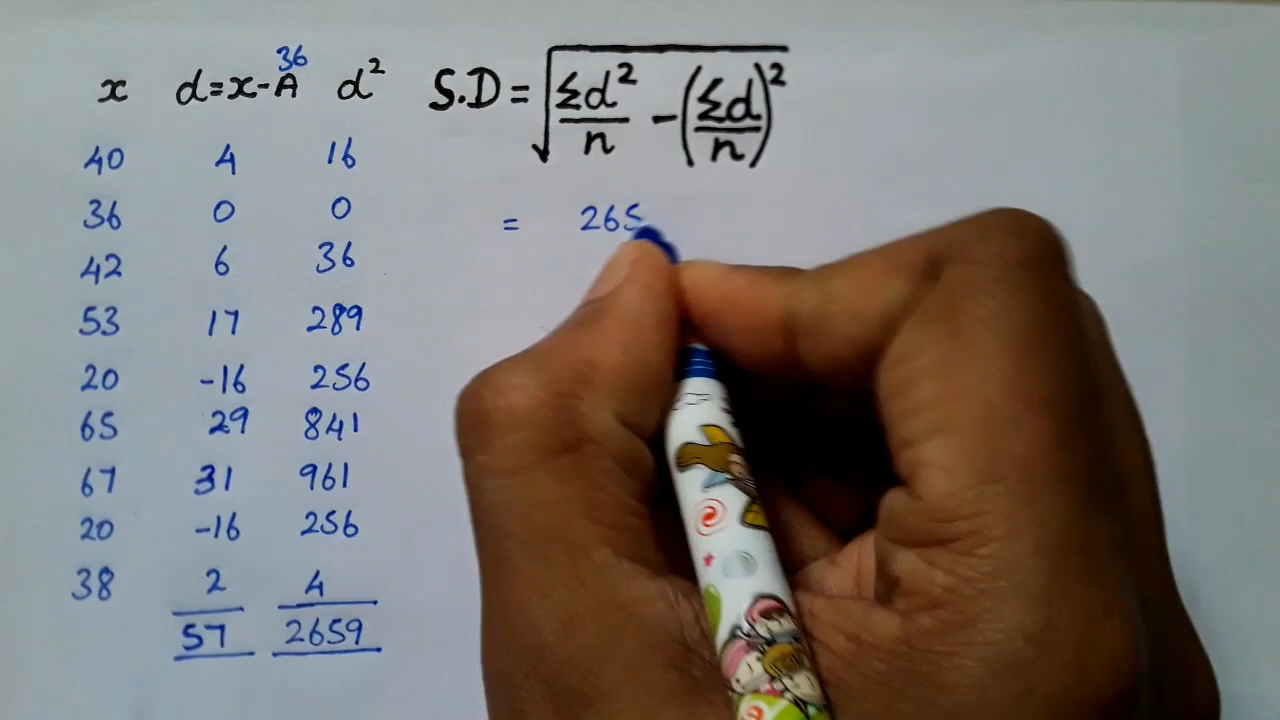 36
x d=x-A d² S.D = √(Σd²/n - (Σd/n)²)
40 4 16
36 0 0 = 265
42 6 36
53 17 289
20 -16 256
65 29 841
67 31 961
20 -16 256
38 2 4
57 2659